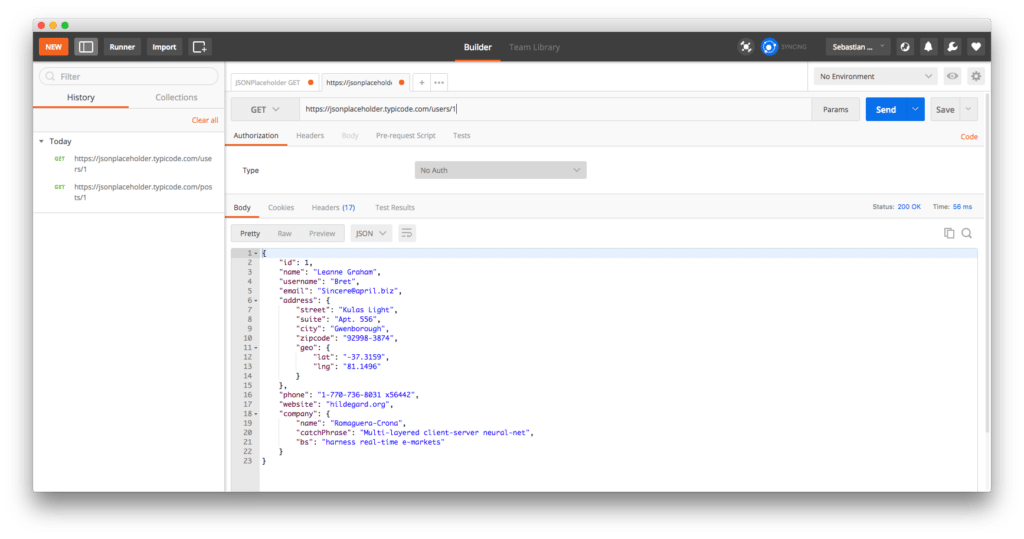 NEW Runner Import Builder Team Library SYNCING Sebastian ...
Filter
History Collections
Clear all
Today
GET https://jsonplaceholder.typicode.com/use
rs/1
GET https://jsonplaceholder.typicode.com/pos
ts/1
JSONPlaceholder GET https://jsonplacehold + ••• No Environment
GET https://jsonplaceholder.typicode.com/users/1 Params Send Save
Authorization Headers Body Pre-request Script Tests Code
Type No Auth
Body Cookies Headers (17) Test Results Status: 200 OK Time: 56 ms
Pretty Raw Preview JSON
1 {
2 "id": 1,
3 "name": "Leanne Graham",
4 "username": "Bret",
5 "email": "Sincere@april.biz",
6 "address": {
7 "street": "Kulas Light",
8 "suite": "Apt. 556",
9 "city": "Gwenborough",
10 "zipcode": "92998-3874",
11 "geo": {
12 "lat": "-37.3159",
13 "lng": "81.1496"
14 }
15 },
16 "phone": "1-770-736-8031 x56442",
17 "website": "hildegard.org",
18 "company": {
19 "name": "Romaguera-Crona",
20 "catchPhrase": "Multi-layered client-server neural-net",
21 "bs": "harness real-time e-markets"
22 }
23 }